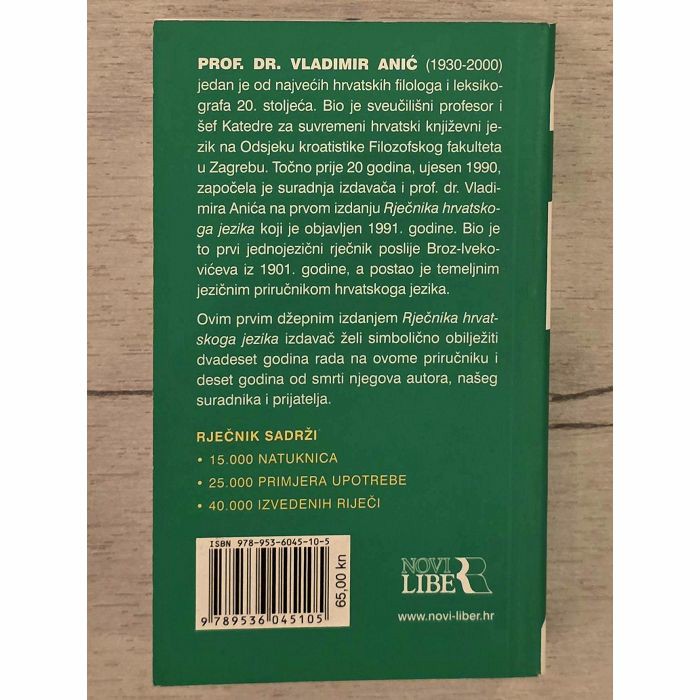 PROF. DR. VLADIMIR ANIĆ (1930-2000)
jedan je od najvećih hrvatskih filologa i leksiko-
grafa 20. stoljeća. Bio je sveučilišni profesor i
šef Katedre za suvremeni hrvatski književni je-
zik na Odsjeku kroatistike Filozofskog fakulteta
u Zagrebu. Točno prije 20 godina, ujesen 1990,
započela je suradnja izdavača i prof. dr. Vladi-
mira Anića na prvom izdanju Rječnika hrvatsko-
ga jezika koji je objavljen 1991. godine. Bio je
to prvi jednojezični rječnik poslije Broz-Iveko-
vićeva iz 1901. godine, a postao je temeljnim
jezičnim priručnikom hrvatskoga jezika.
Ovim prvim džepnim izdanjem Rječnika hrvat-
skoga jezika izdavač želi simbolično obilježiti
dvadeset godina rada na ovome priručniku i
deset godina od smrti njegova autora, našeg
suradnika i prijatelja.
RJEČNIK SADRŽI
• 15.000 NATUKNICA
• 25.000 PRIMJERA UPOTREBE
• 40.000 IZVEDENIH RIJEČI
ISBN 978-953-6045-10-5
9 789536 045105
65,00 kn
NOVI
LIBER
www.novi-liber.hr